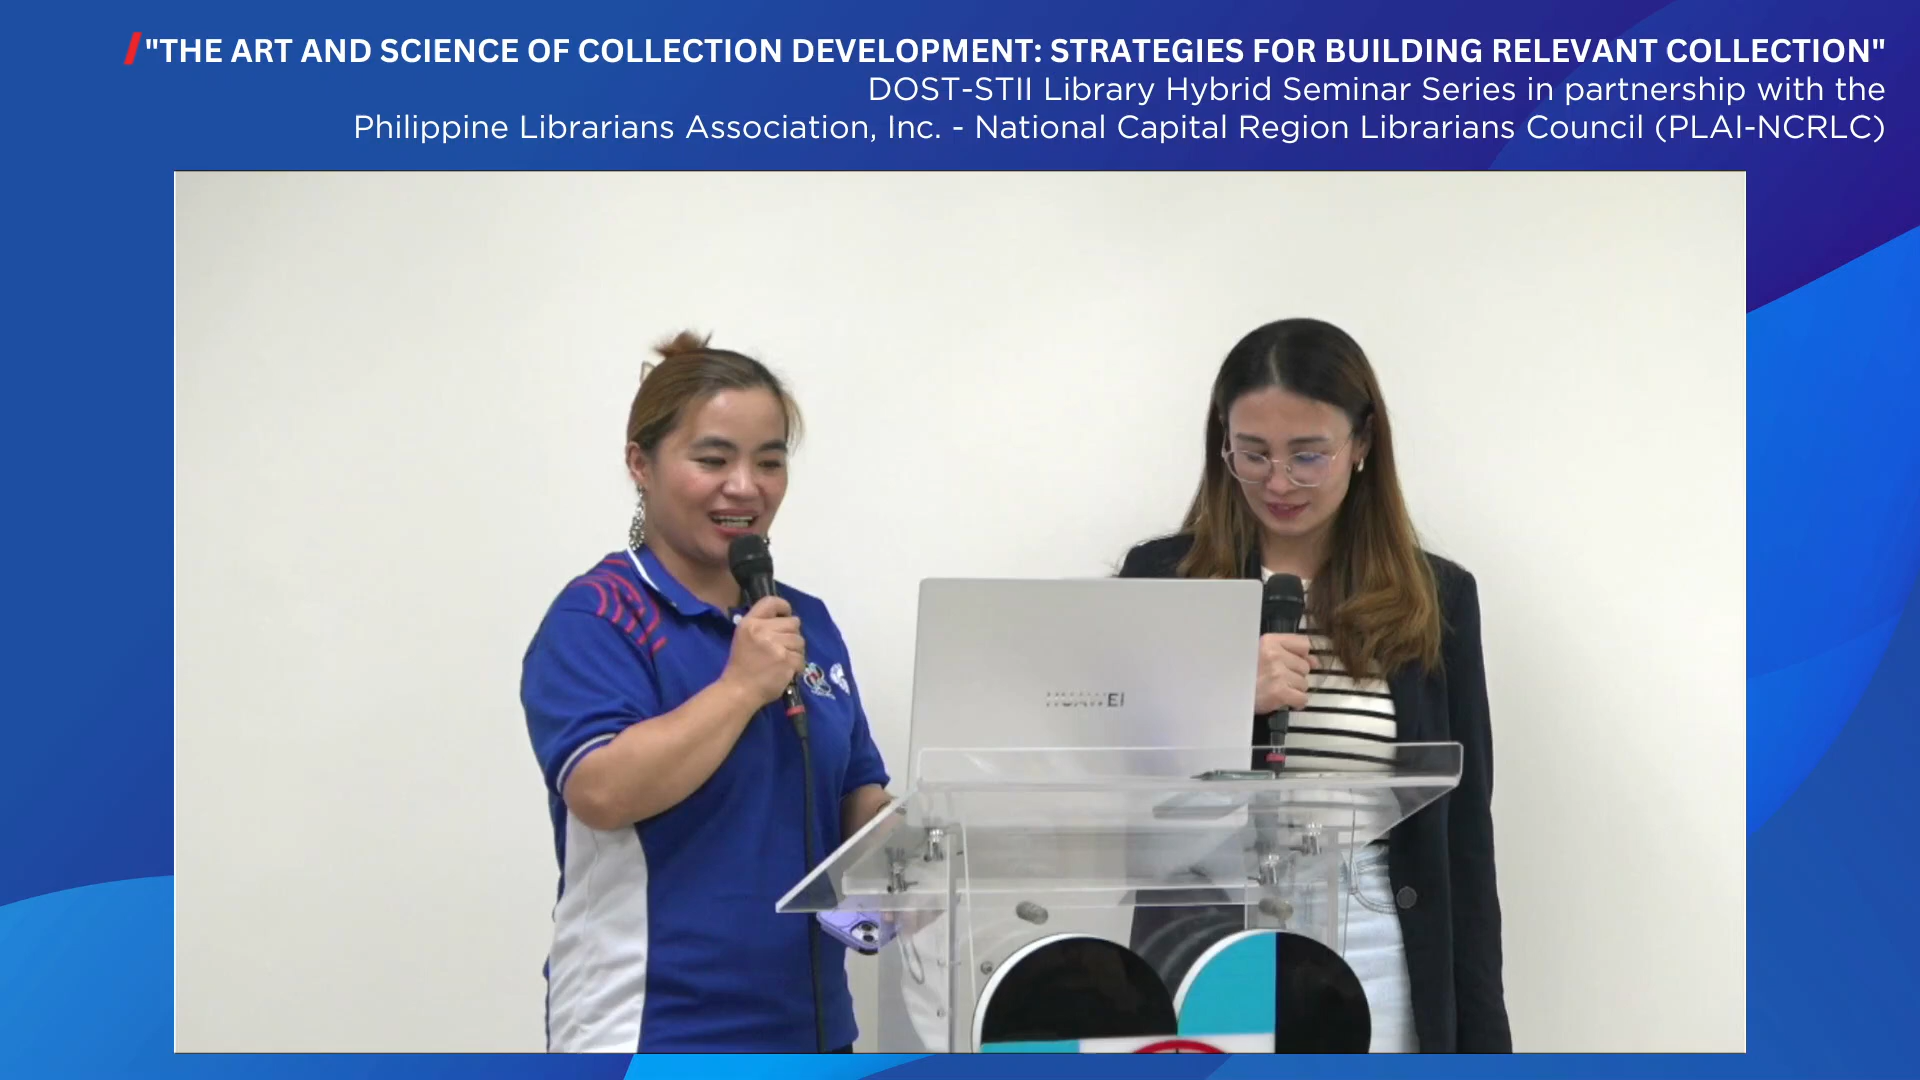 "THE ART AND SCIENCE OF COLLECTION DEVELOPMENT: STRATEGIES FOR BUILDING RELEVANT COLLECTION"
DOST-STII Library Hybrid Seminar Series in partnership with the
Philippine Librarians Association, Inc. - National Capital Region Librarians Council (PLAI-NCRLC)
HUAWEI